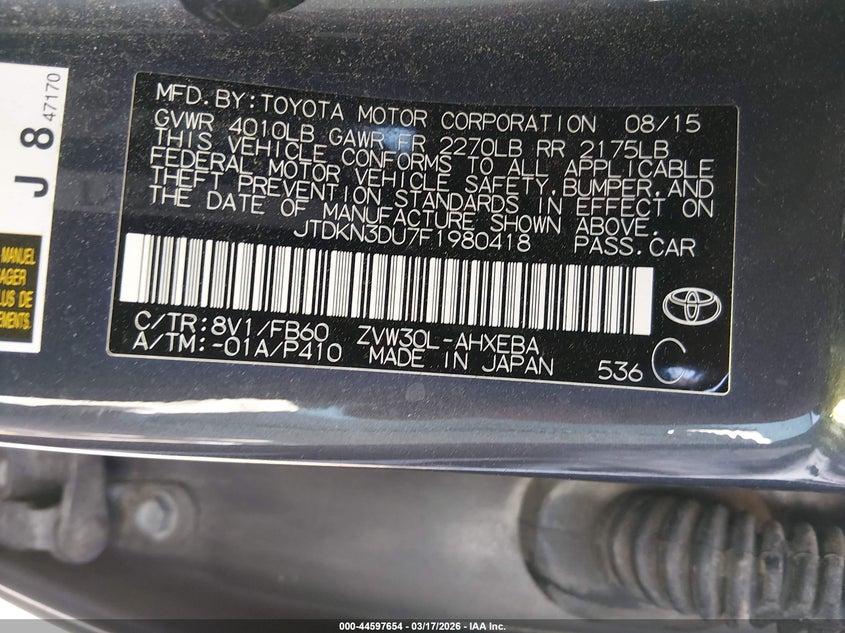 J 8 47170
MANUEL
AGER
LUS DE
EMENTS.
MFD.BY:TOYOTA MOTOR CORPORATION 08/15
GVWR 4010LB GAWR FR 2270LB RR 2175LB
THIS VEHICLE CONFORMS TO ALL APPLICABLE
FEDERAL MOTOR VEHICLE SAFETY,BUMPER,AND
THEFT PREVENTION STANDARDS IN EFFECT ON
THE DATE OF MANUFACTURE SHOWN ABOVE.
JTDKN3DU7F1980418 PASS.CAR
C/TR:8V1/FB60 ZVW30L-AHXEBA
A/TM:-01A/P410 MADE IN JAPAN 536 C
000-44597654 | 03/17/2026 - IAA Inc.